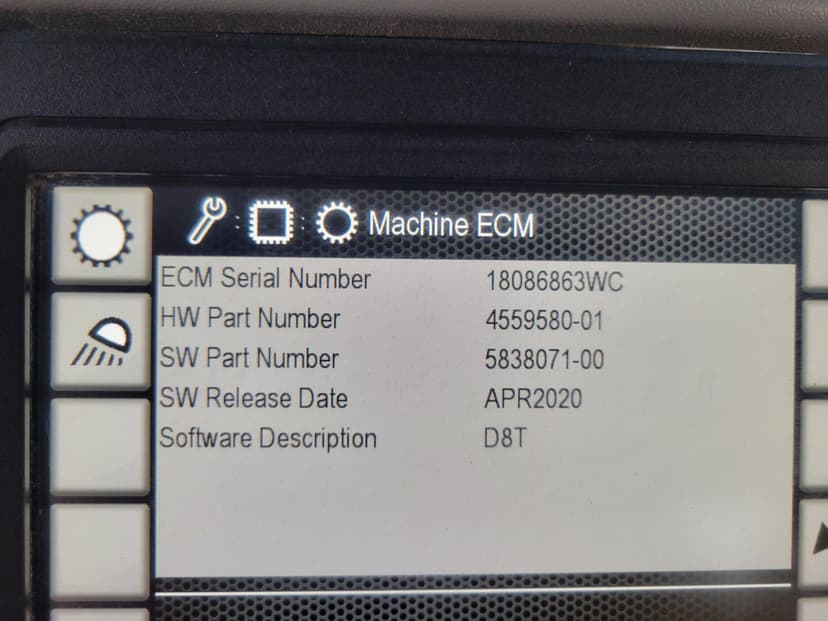 Machine ECM
ECM Serial Number 18086863WC
HW Part Number 4559580-01
SW Part Number 5838071-00
SW Release Date APR2020
Software Description D8T